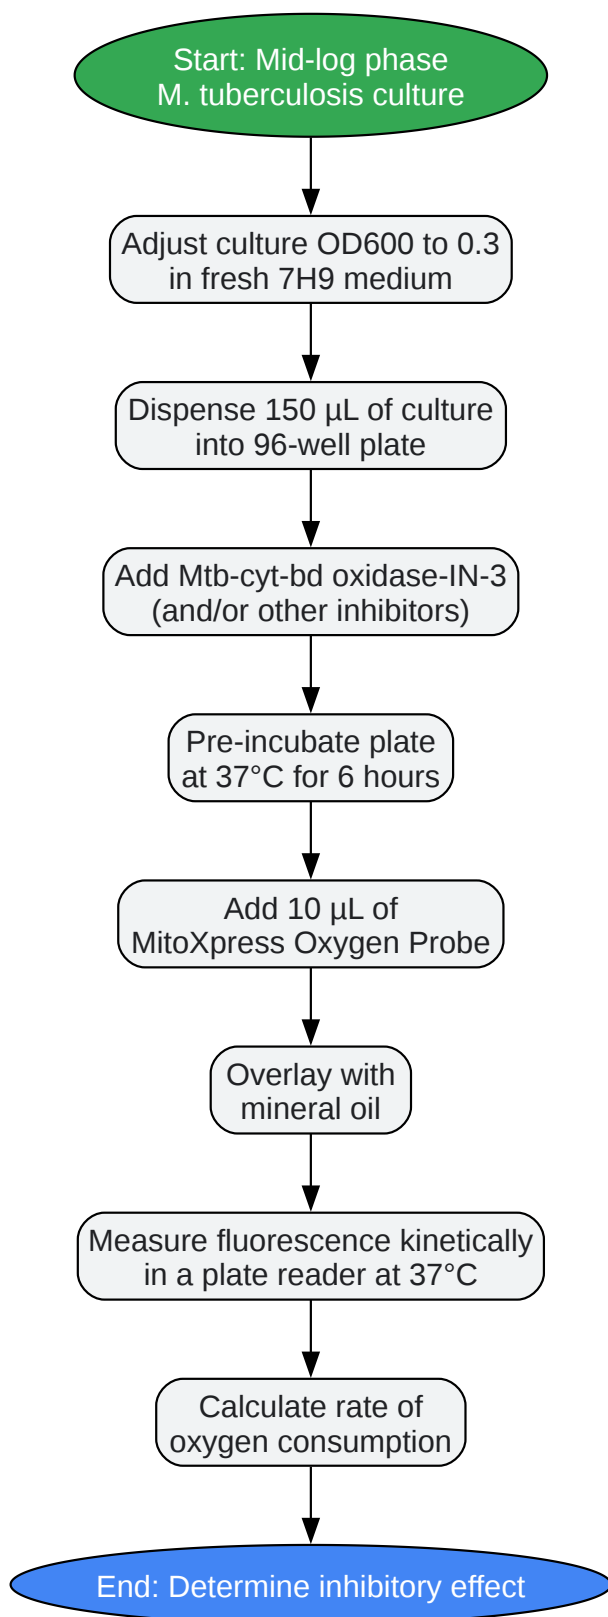 Start: Mid-log phase
M. tuberculosis culture
Adjust culture OD600 to 0.3
in fresh 7H9 medium
Dispense 150 µL of culture
into 96-well plate
Add Mtb-cyt-bd oxidase-IN-3
(and/or other inhibitors)
Pre-incubate plate
at 37°C for 6 hours
Add 10 µL of
MitoXpress Oxygen Probe
Overlay with
mineral oil
Measure fluorescence kinetically
in a plate reader at 37°C
Calculate rate of
oxygen consumption
End: Determine inhibitory effect